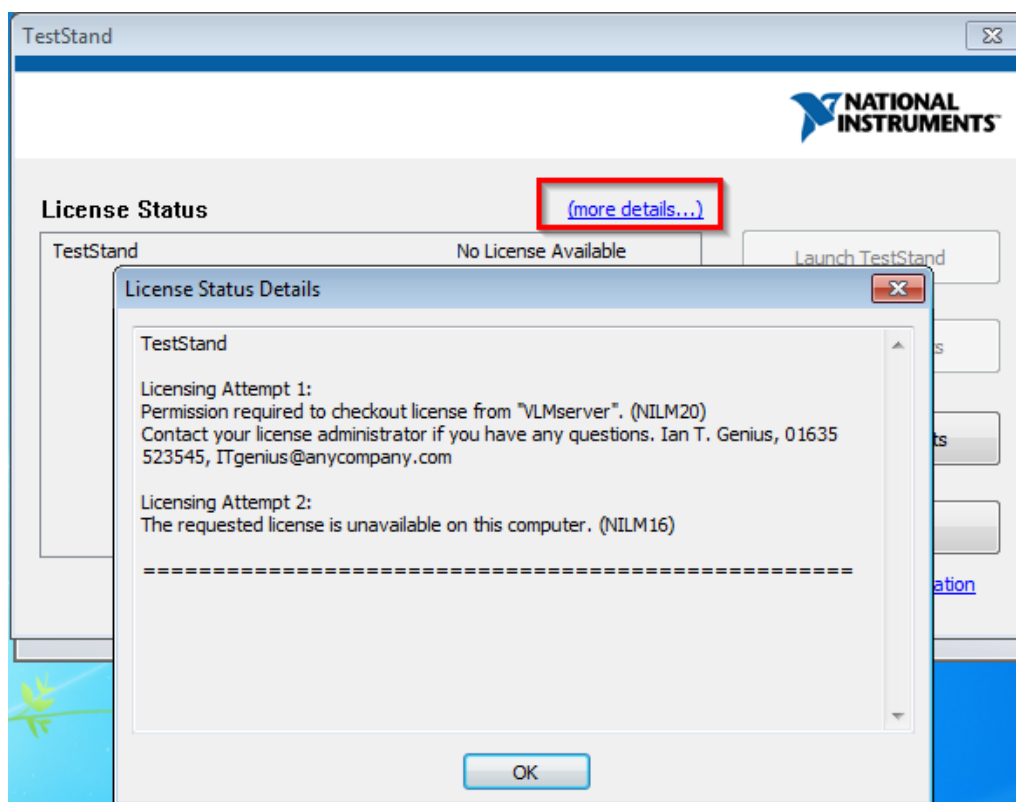 TestStand
NATIONAL
INSTRUMENTS
License Status
(more details...)
TestStand No License Available
Launch TestStand
License Status Details
TestStand
Licensing Attempt 1:
Permission required to checkout license from "VLMserver". (NILM20)
Contact your license administrator if you have any questions. Ian T. Genius, 01635
523545, ITgenius@anycompany.com
Licensing Attempt 2:
The requested license is unavailable on this computer. (NILM16)
=====================================================
OK